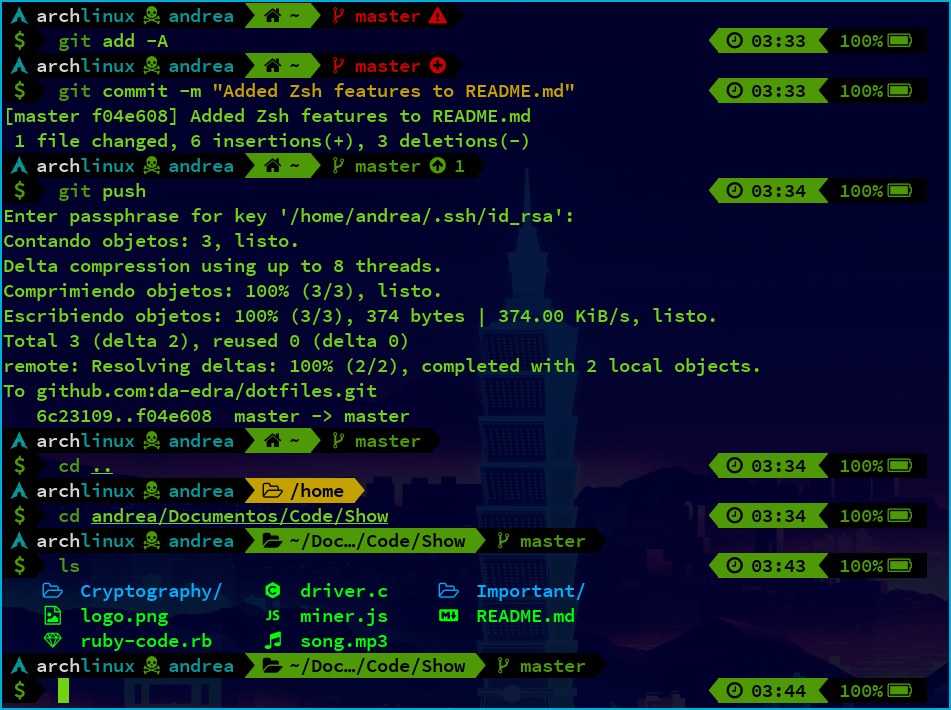 archlinux andrea ~ master
$ git add -A 03:33 100%
archlinux andrea ~ master
$ git commit -m "Added Zsh features to README.md" 03:33 100%
[master f04e608] Added Zsh features to README.md
1 file changed, 6 insertions(+), 3 deletions(-)
archlinux andrea ~ master 1
$ git push 03:34 100%
Enter passphrase for key '/home/andrea/.ssh/id_rsa':
Contando objetos: 3, listo.
Delta compression using up to 8 threads.
Comprimiendo objetos: 100% (3/3), listo.
Escribiendo objetos: 100% (3/3), 374 bytes | 374.00 KiB/s, listo.
Total 3 (delta 2), reused 0 (delta 0)
remote: Resolving deltas: 100% (2/2), completed with 2 local objects.
To github.com:da-edra/dotfiles.git
6c23109..f04e608 master -> master
archlinux andrea ~ master
$ cd .. 03:34 100%
archlinux andrea /home
$ cd andrea/Documentos/Code/Show 03:34 100%
archlinux andrea ~/Doc…/Code/Show master
$ ls 03:43 100%
Cryptography/ driver.c Important/
logo.png JS miner.js M README.md
ruby-code.rb song.mp3
archlinux andrea ~/Doc…/Code/Show master
$ 03:44 100%